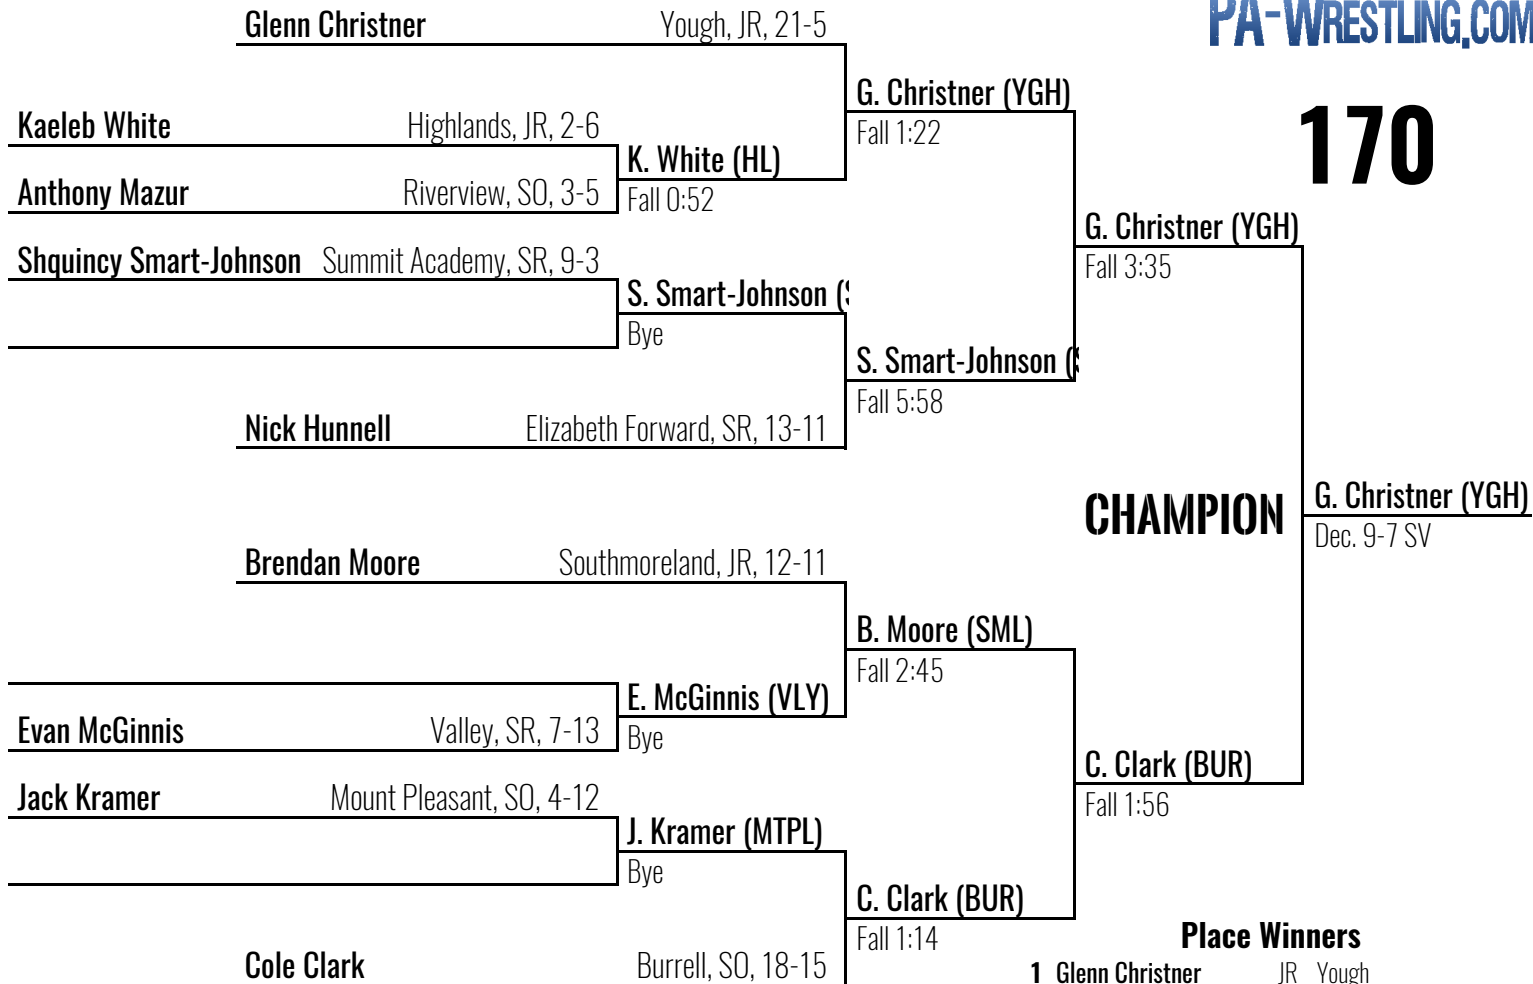 PA-WRESTLING.COM
170
Glenn Christner Yough, JR, 21-5
G. Christner (YGH)
Fall 1:22
Kaeleb White Highlands, JR, 2-6
K. White (HL)
Fall 0:52
Anthony Mazur Riverview, SO, 3-5
G. Christner (YGH)
Fall 3:35
Shquincy Smart-Johnson Summit Academy, SR, 9-3
S. Smart-Johnson (
Bye
S. Smart-Johnson (
Fall 5:58
Nick Hunnell Elizabeth Forward, SR, 13-11
CHAMPION
G. Christner (YGH)
Dec. 9-7 SV
Brendan Moore Southmoreland, JR, 12-11
B. Moore (SML)
Fall 2:45
E. McGinnis (VLY)
Bye
Evan McGinnis Valley, SR, 7-13
C. Clark (BUR)
Fall 1:56
Jack Kramer Mount Pleasant, SO, 4-12
J. Kramer (MTPL)
Bye
C. Clark (BUR)
Fall 1:14
Cole Clark Burrell, SO, 18-15
Place Winners
1 Glenn Christner JR Yough